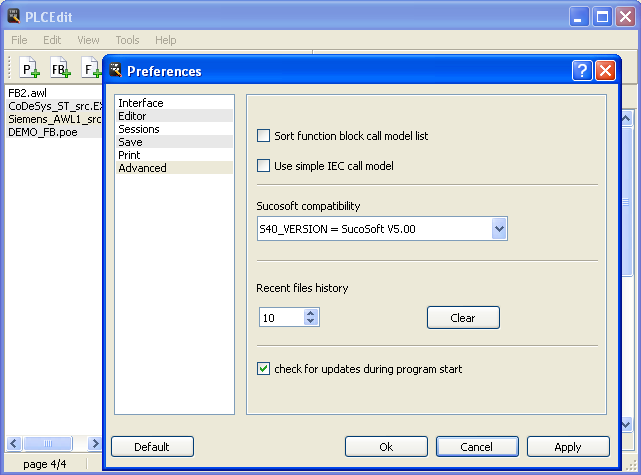 PLCEdit
File Edit View Tools Help
P FB F
FB2.awl
CoDeSys_ST_src.EX
Siemens_AWL1_src
DEMO_FB.poe
page 4/4
Preferences
Interface
Editor
Sessions
Save
Print
Advanced
Sort function block call model list
Use simple IEC call model
Sucosoft compatibility
S40_VERSION = SucoSoft V5.00
Recent files history
10
Clear
check for updates during program start
Default
Ok
Cancel
Apply